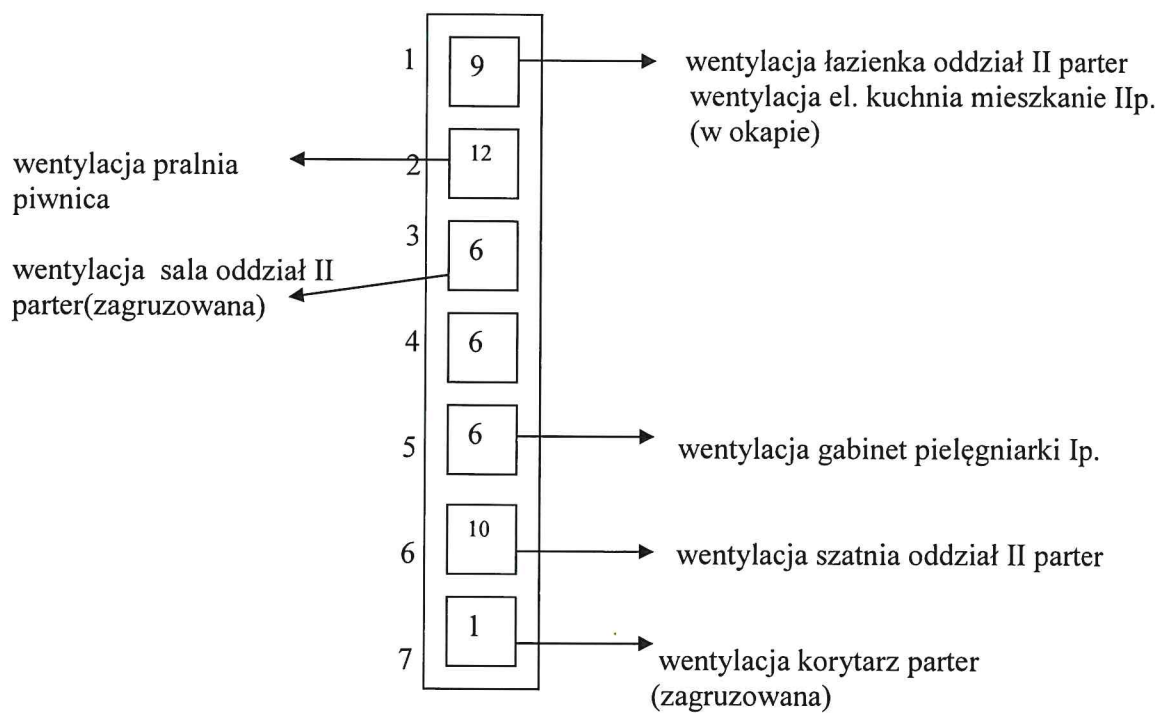 1
9
wentylacja łazienka oddział II parter
wentylacja el. kuchnia mieszkanie IIp.
(w okapie)
wentylacja pralnia
piwnica
2
12
3
6
wentylacja sala oddział II
parter(zagruzowana)
4
6
5
6
wentylacja gabinet pielęgniarki Ip.
6
10
wentylacja szatnia oddział II parter
7
1
wentylacja korytarz parter
(zagruzowana)